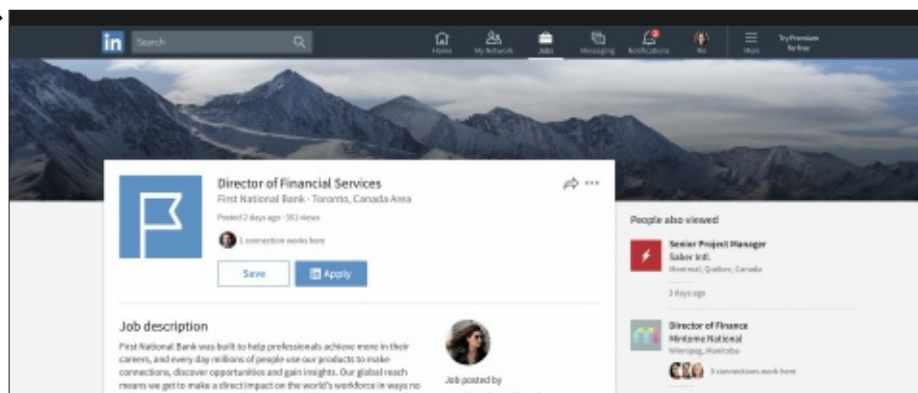 in Search
Home My Network Jobs Messaging Notifications Me More Try Premium
for free
2
Director of Financial Services
First National Bank - Toronto, Canada Area
Posted 2 days ago · 351 views
1 connection works here
Save
in Apply
Job description
First National Bank was built to help professionals achieve more in their
careers, and every day millions of people use our products to make
connections, discover opportunities and gain insights. Our global reach
means we get to make a direct impact on the world's workforce in ways no
Job posted by
People also viewed
Senior Project Manager
Saber Intl.
Montreal, Quebec, Canada
3 days ago
Director of Finance
Mintome National
Winnipeg, Manitoba
3 connections work here